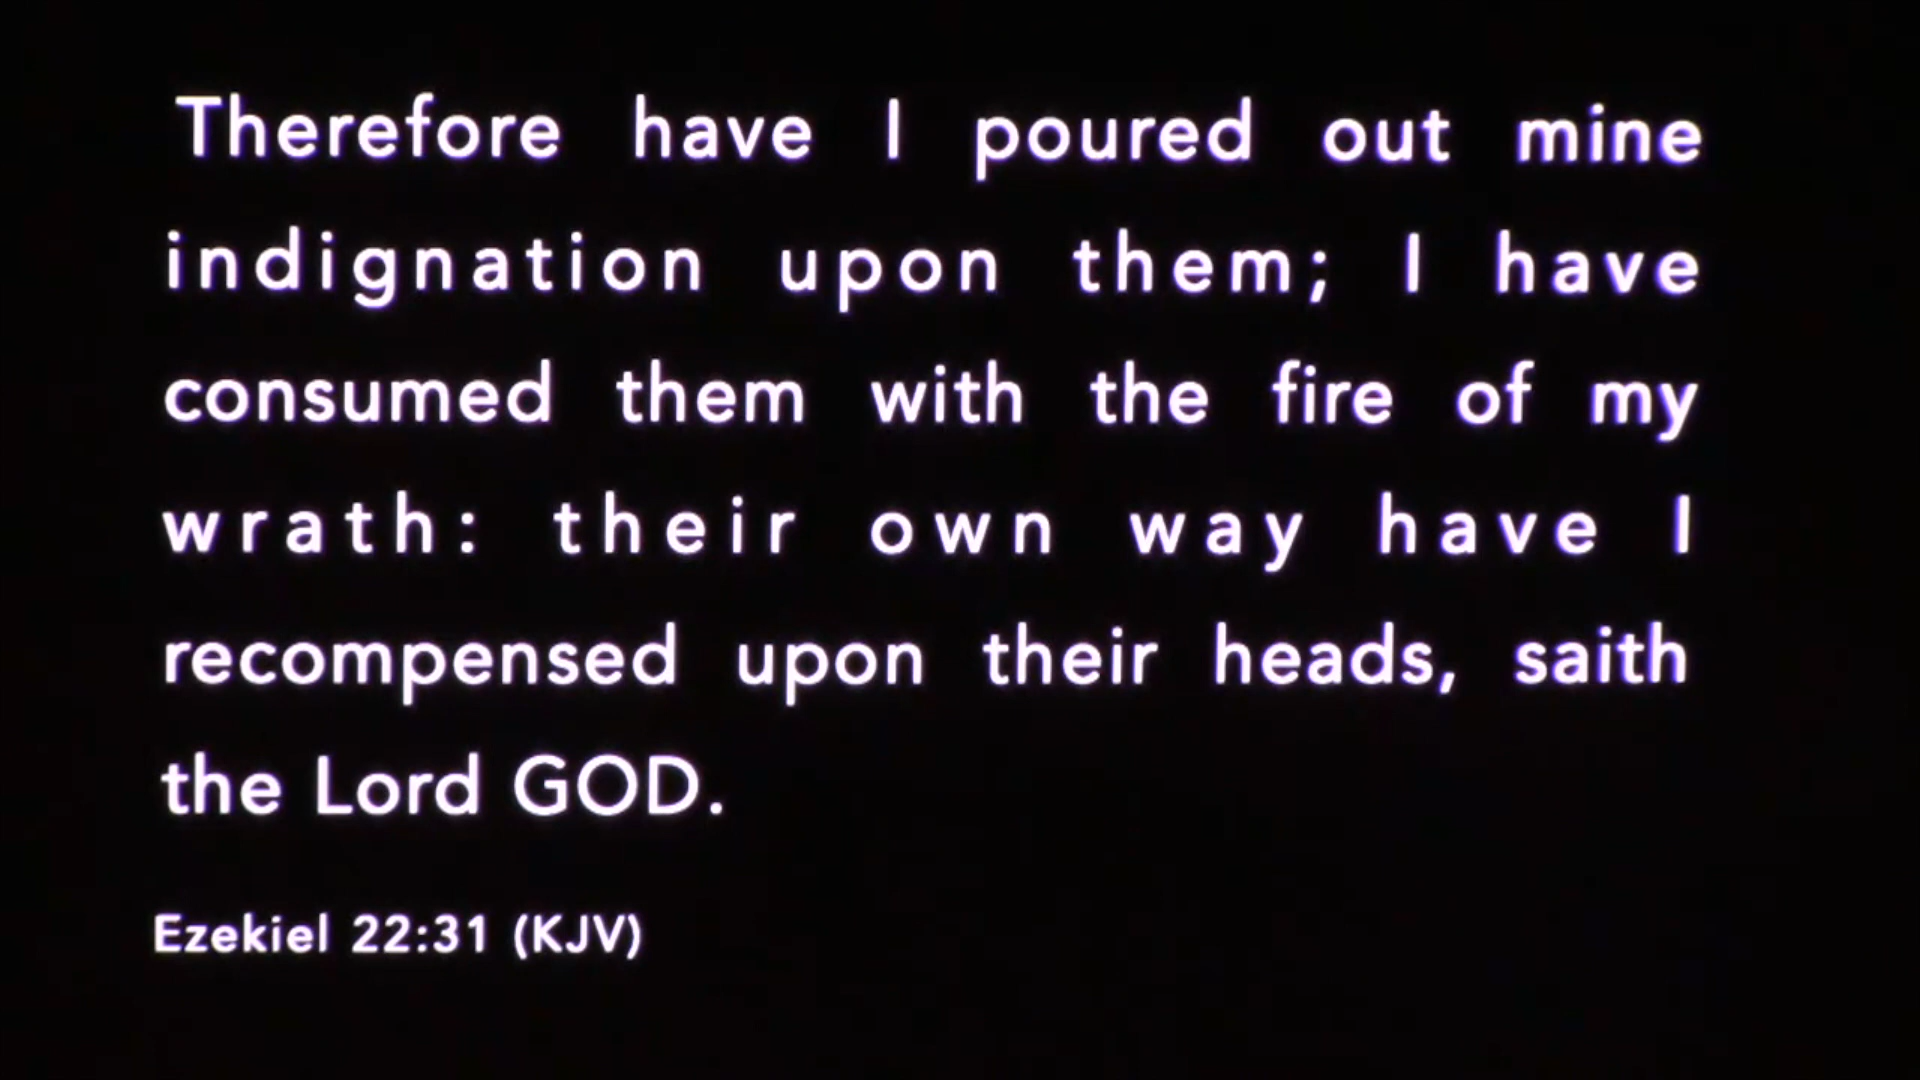 Therefore have I poured out mine
indignation upon them; I have
consumed them with the fire of my
wrath: their own way have I
recompensed upon their heads, saith
the Lord GOD.
Ezekiel 22:31 (KJV)